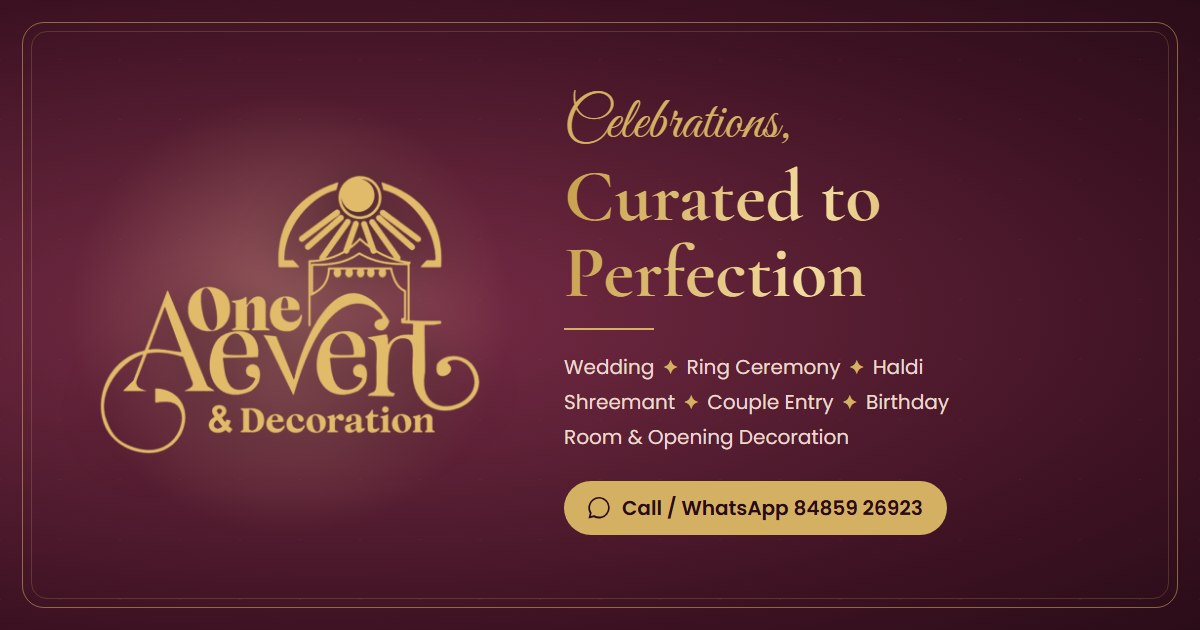 One
Aevent
& Decoration
Celebrations,
Curated to
Perfection
Wedding ✦ Ring Ceremony ✦ Haldi
Shreemant ✦ Couple Entry ✦ Birthday
Room & Opening Decoration
Call / WhatsApp 84859 26923